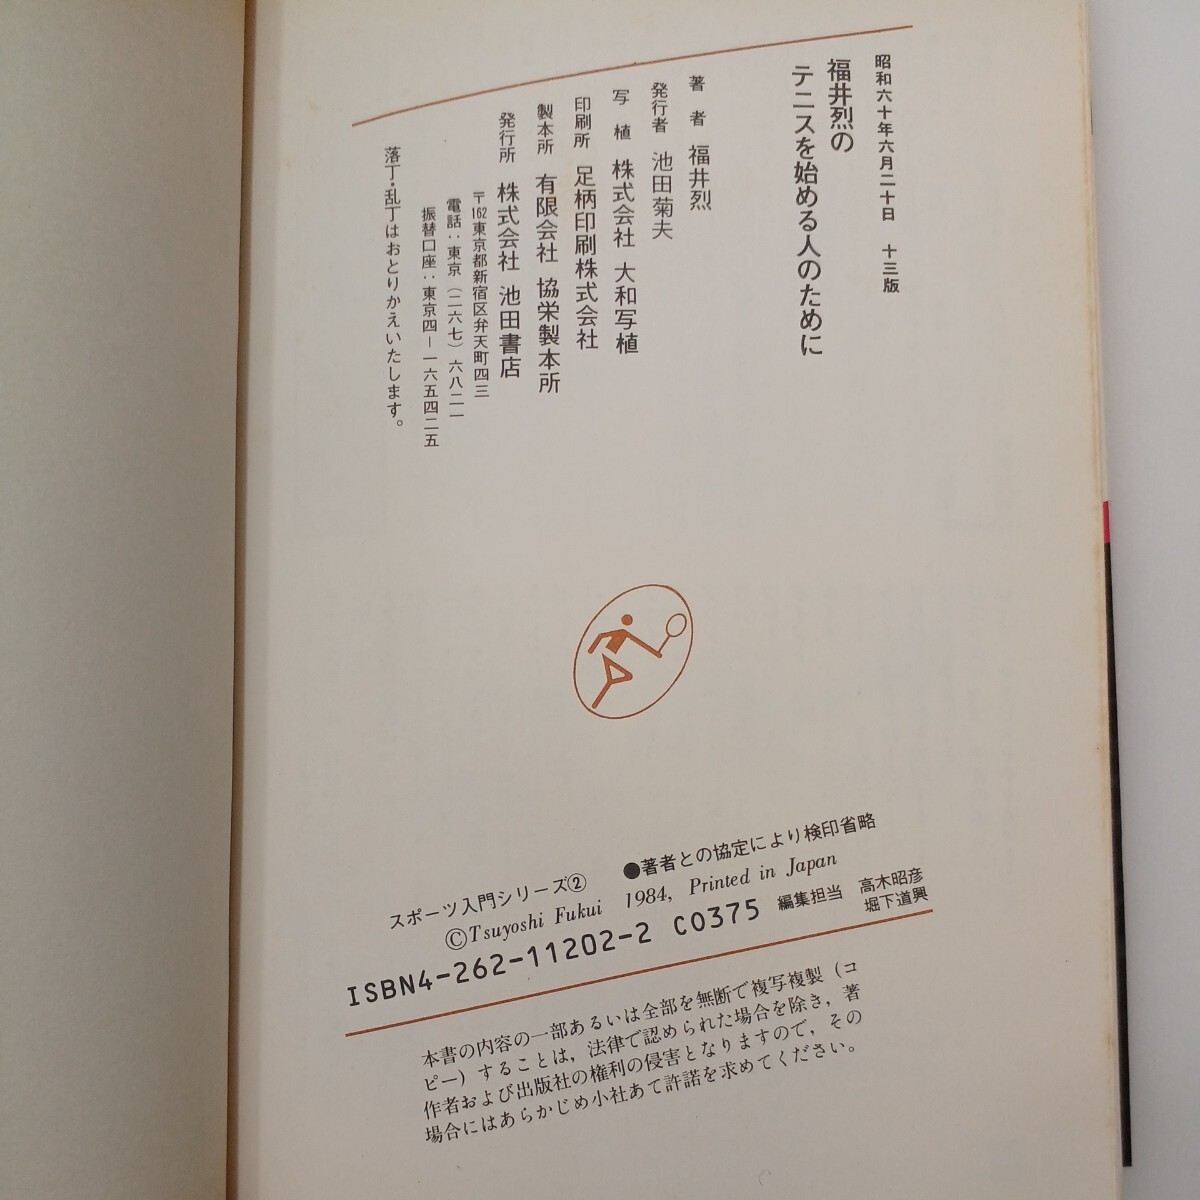 昭和六十年六月二十日　十三版
福井烈の
テニスを始める人のために
著者　福井烈
発行者　池田菊夫
写植　株式会社 大和写植
印刷所　足柄印刷株式会社
製本所　有限会社 協栄製本所
発行所　株式会社 池田書店
〒162東京都新宿区弁天町四三
電話：東京（二六七）六八二一
振替口座：東京四―一六五四二五
落丁・乱丁はおとりかえいたします。
スポーツ入門シリーズ②　●著者との協定により検印省略
©Tsuyoshi Fukui 1984, Printed in Japan
ISBN4-262-11202-2 C0375 編集担当 高木昭彦
堀下道興
本書の内容の一部あるいは全部を無断で複写複製（コ
ピー）することは，法律で認められた場合を除き，著
作者および出版社の権利の侵害となりますので，その
場合にはあらかじめ小社あて許諾を求めてください。